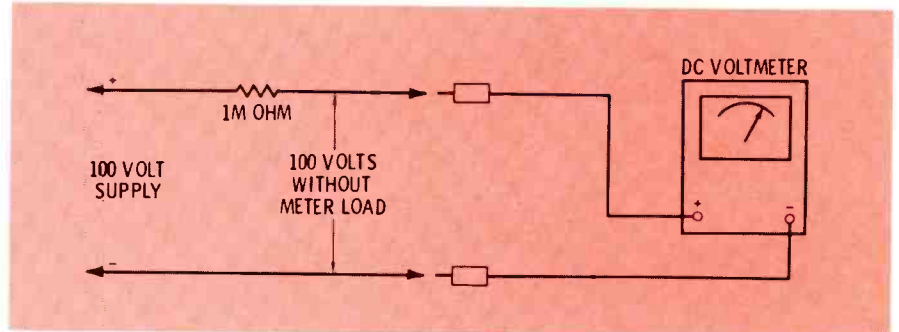 DC VOLTMETER
+
1M OHM
100 VOLT
SUPPLY
100 VOLTS
WITHOUT
METER LOAD
+
-
-